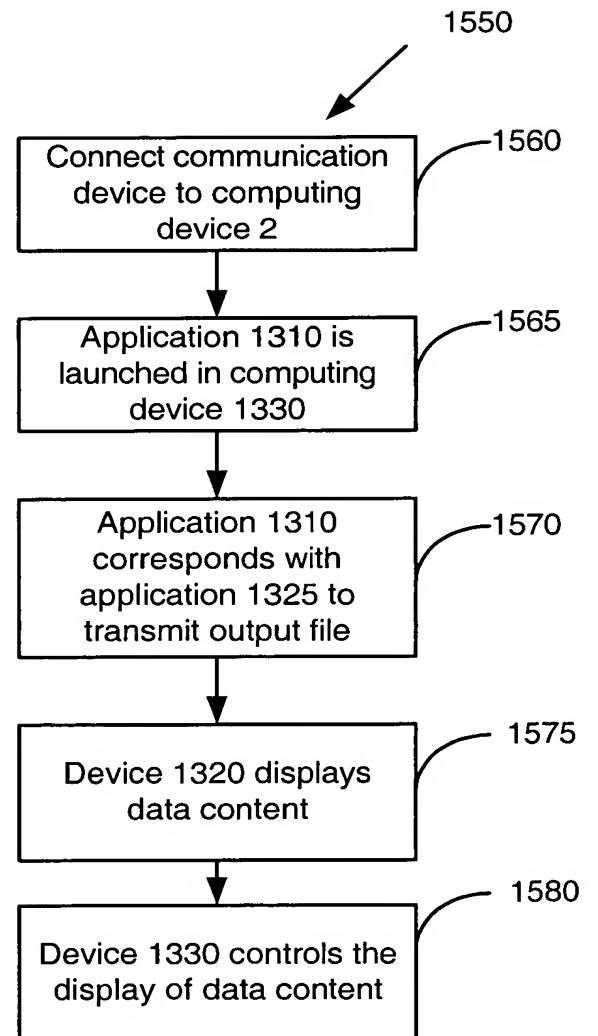 1550
Connect communication
device to computing
device 2
1560
Application 1310 is
launched in computing
device 1330
1565
Application 1310
corresponds with
application 1325 to
transmit output file
1570
Device 1320 displays
data content
1575
Device 1330 controls the
display of data content
1580